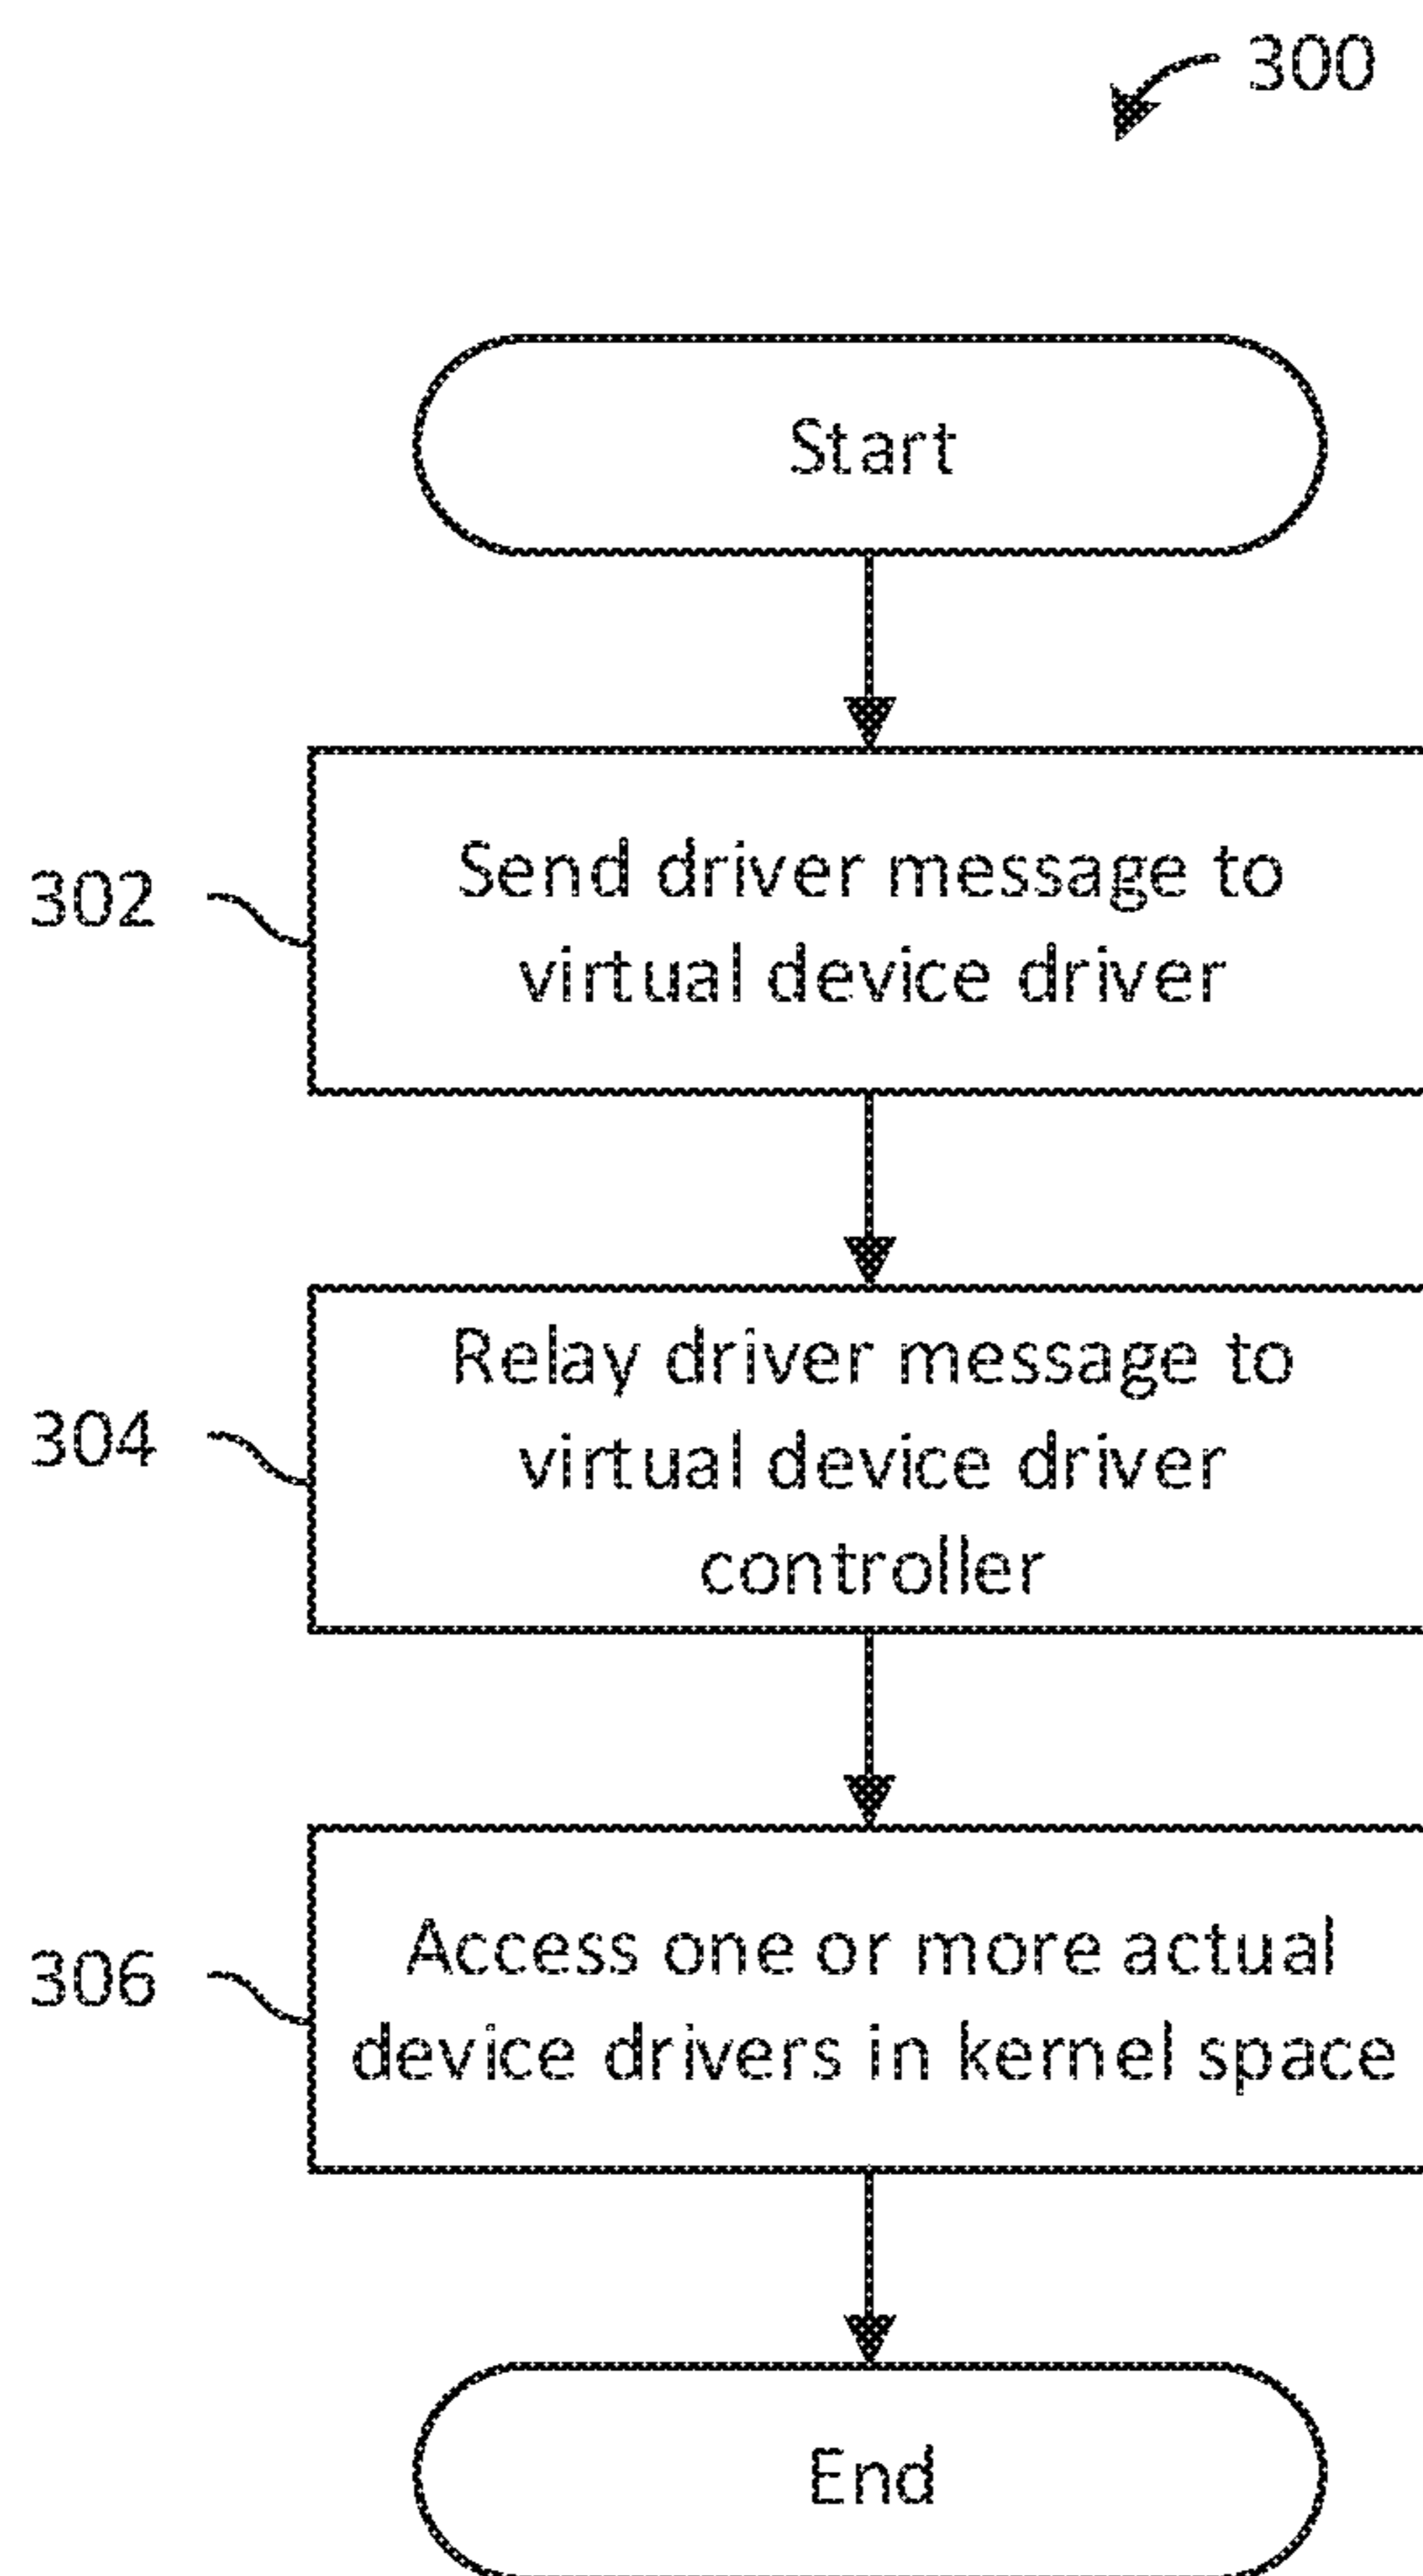 300
Start
302
Send driver message to
virtual device driver
304
Relay driver message to
virtual device driver
controller
306
Access one or more actual
device drivers in kernel space
End